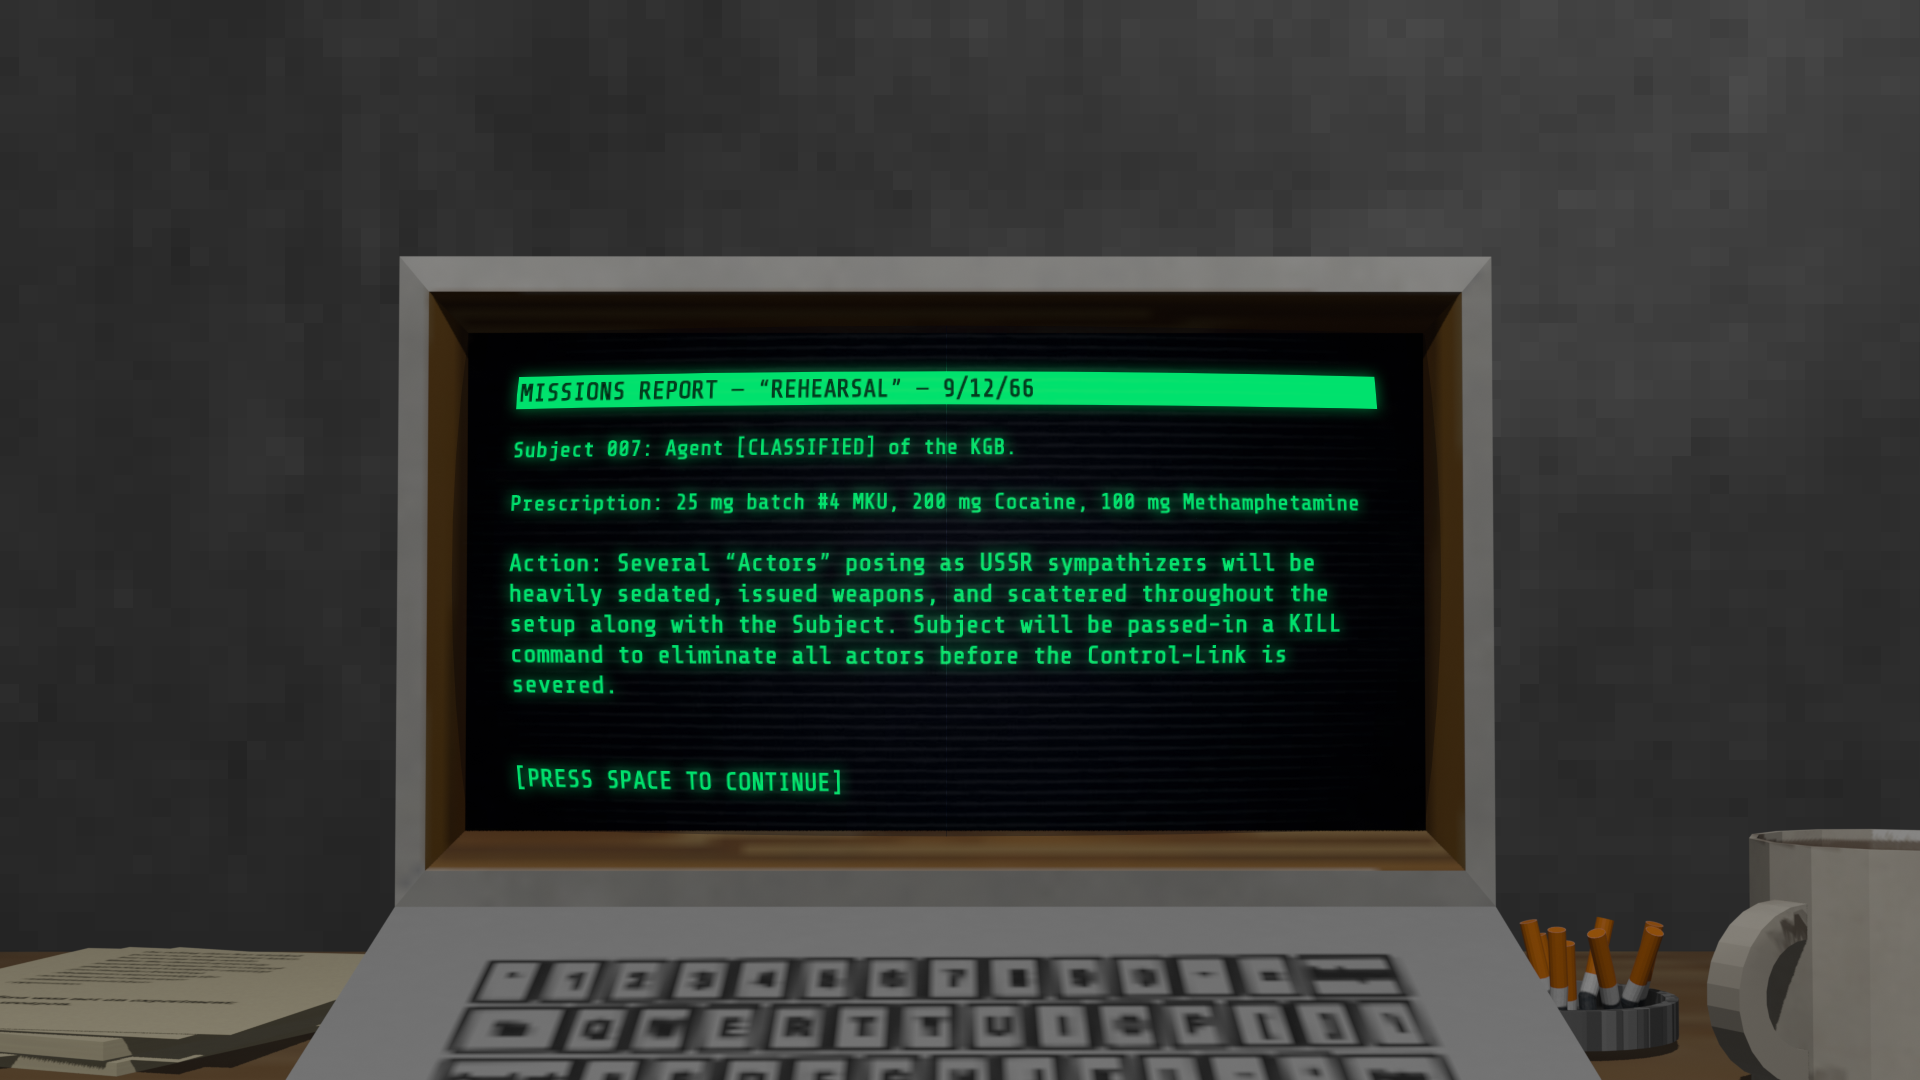 MISSIONS REPORT – “REHEARSAL” – 9/12/66
Subject 007: Agent [CLASSIFIED] of the KGB.
Prescription: 25 mg batch #4 MKU, 200 mg Cocaine, 100 mg Methamphetamine
Action: Several “Actors” posing as USSR sympathizers will be
heavily sedated, issued weapons, and scattered throughout the
setup along with the Subject. Subject will be passed-in a KILL
command to eliminate all actors before the Control-Link is
severed.
[PRESS SPACE TO CONTINUE]